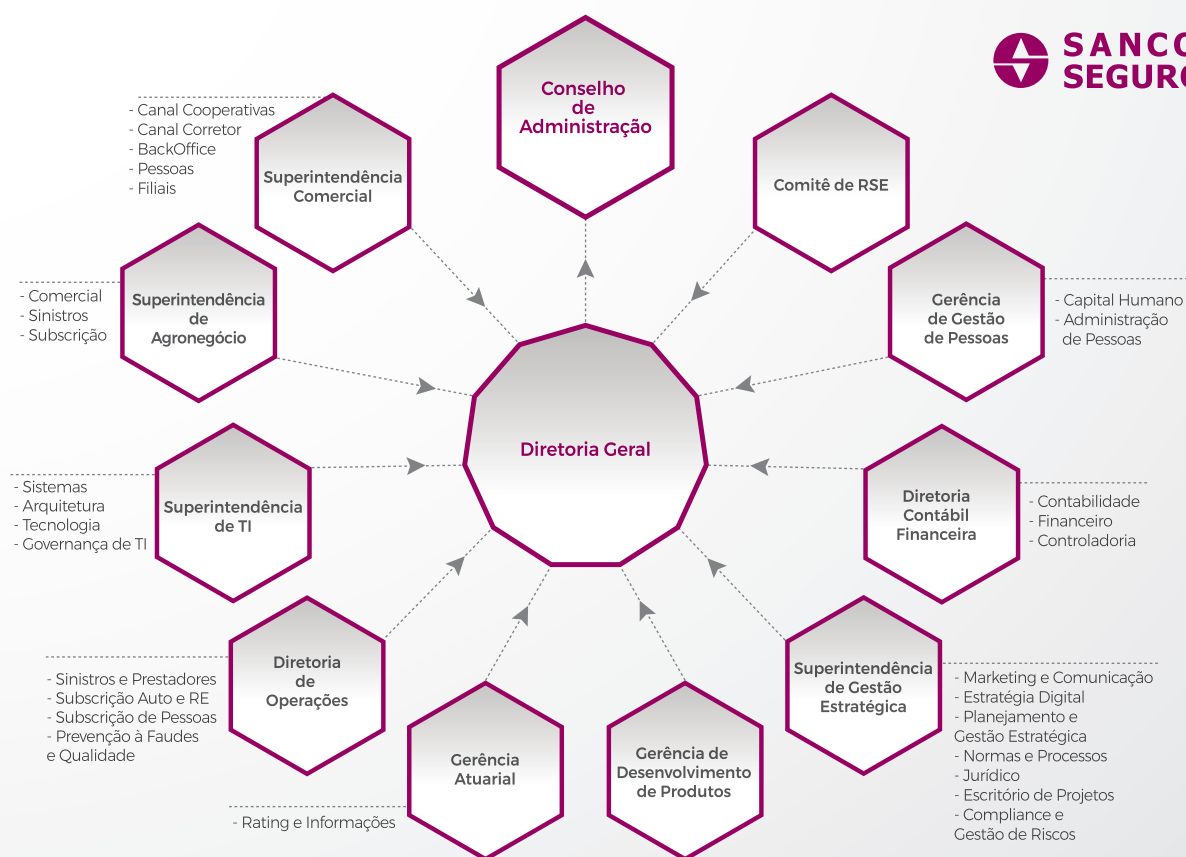 SANCO
SEGURO
Conselho
de
Administração
- Canal Cooperativas
- Canal Corretor
- BackOffice
- Pessoas
- Filiais
Superintendência
Comercial
Comitê de RSE
- Comercial
- Sinistros
- Subscrição
Superintendência
de
Agronegócio
Gerência
de Gestão
de Pessoas
- Capital Humano
- Administração
de Pessoas
Diretoria Geral
- Sistemas
- Arquitetura
- Tecnologia
- Governança de TI
Superintendência
de TI
Diretoria
Contábil
Financeira
- Contabilidade
- Financeiro
- Controladoria
- Sinistros e Prestadores
- Subscrição Auto e RE
- Subscrição de Pessoas
- Prevenção à Faudes
e Qualidade
Diretoria
de
Operações
- Rating e Informações
Gerência
Atuarial
Gerência de
Desenvolvimento
de Produtos
Superintendência
de Gestão
Estratégica
- Marketing e Comunicação
- Estratégia Digital
- Planejamento e
Gestão Estratégica
- Normas e Processos
- Jurídico
- Escritório de Projetos
- Compliance e
Gestão de Riscos